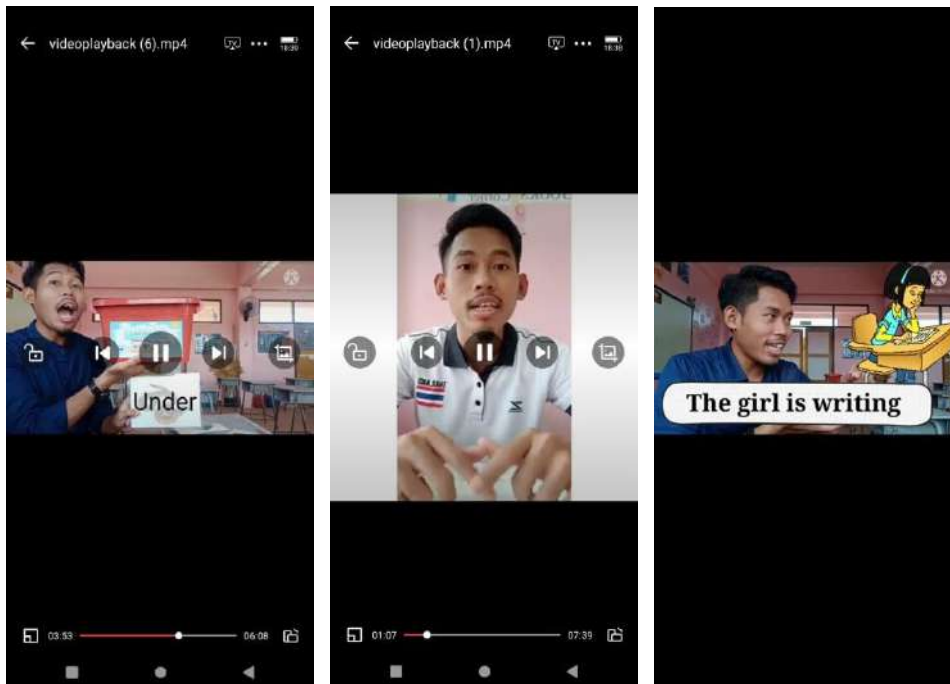 videoplayback (6).mp4
Under
03:53
06:08
videoplayback (1).mp4
01:07
07:39
The girl is writing